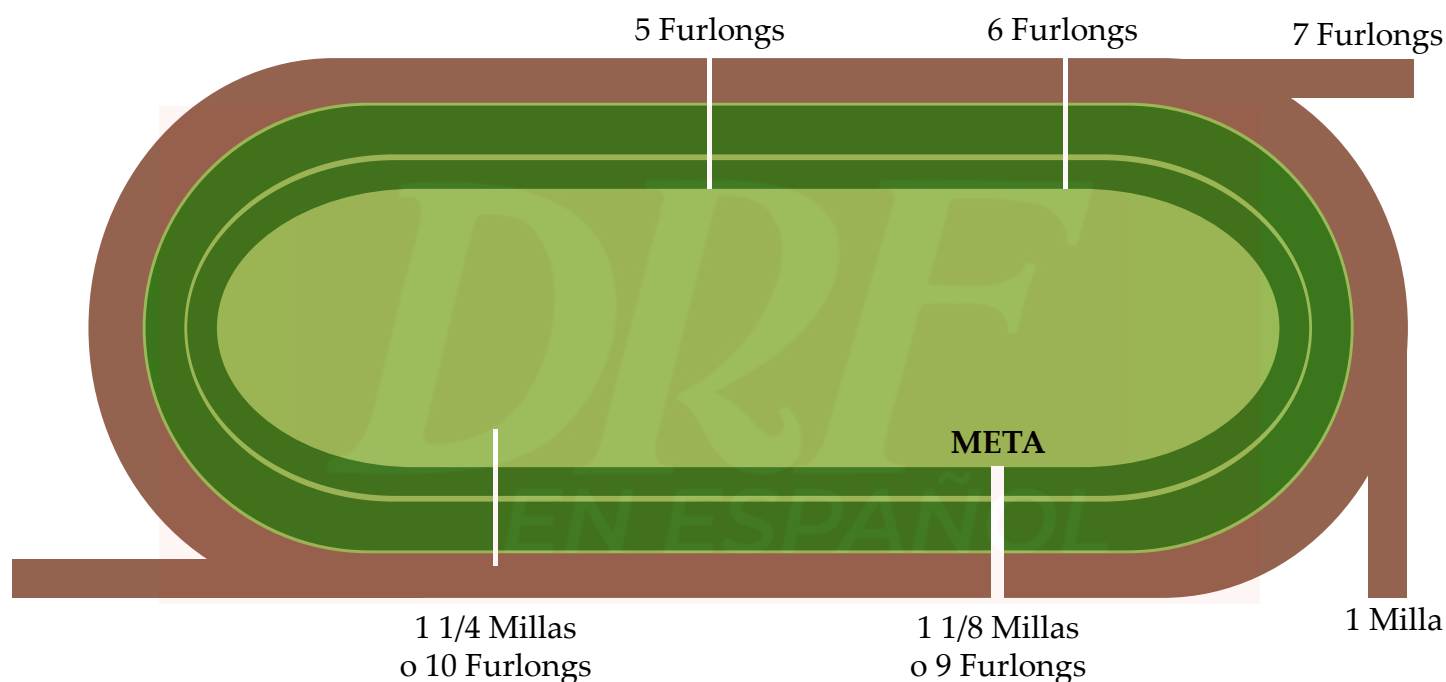 5 Furlongs
6 Furlongs
7 Furlongs
DRF
META
EN ESPAÑOL
1 1/4 Millas
o 10 Furlongs
1 1/8 Millas
o 9 Furlongs
1 Milla